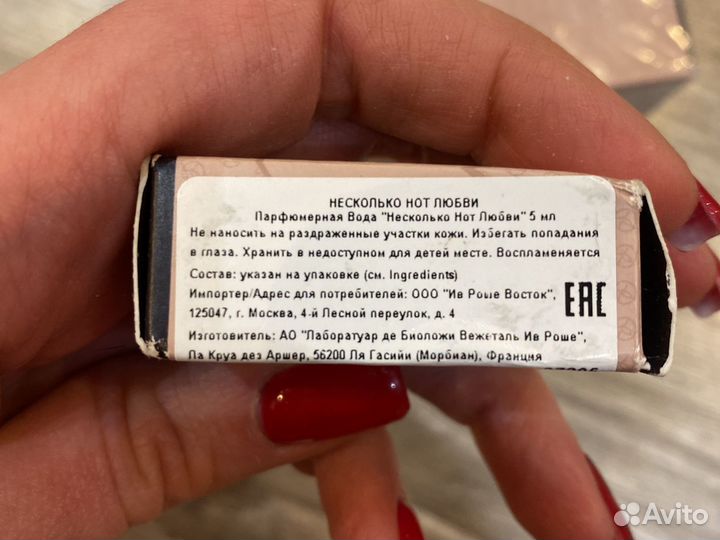 НЕСКОЛЬКО НОТ ЛЮБВИ
Парфюмерная Вода "Несколько Нот Любви" 5 мл
Не наносить на раздраженные участки кожи. Избегать попадания
в глаза. Хранить в недоступном для детей месте. Воспламеняется
Состав: указан на упаковке (см. Ingredients)
Импортер/Адрес для потребителей: ООО "Ив Роше Восток",
125047, г. Москва, 4-й Лесной переулок, д. 4
EAC
Изготовитель: АО "Лаборатуар де Биоложи Вежеталь Ив Роше",
Ла Круа дез Аршер, 56200 Ля Гасийи (Морбиан), Франция
Avito